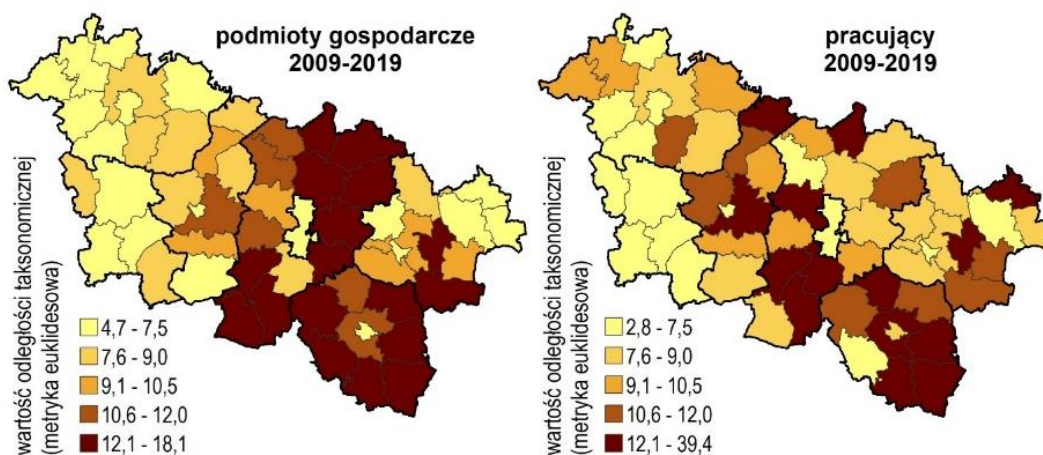 podmioty gospodarcze
2009-2019
wartość odległości taksonomicznej
(metryka euklidesowa)
4,7 - 7,5
7,6 - 9,0
9,1 - 10,5
10,6 - 12,0
12,1 - 18,1
pracujący
2009-2019
wartość odległości taksonomicznej
(metryka euklidesowa)
2,8 - 7,5
7,6 - 9,0
9,1 - 10,5
10,6 - 12,0
12,1 - 39,4